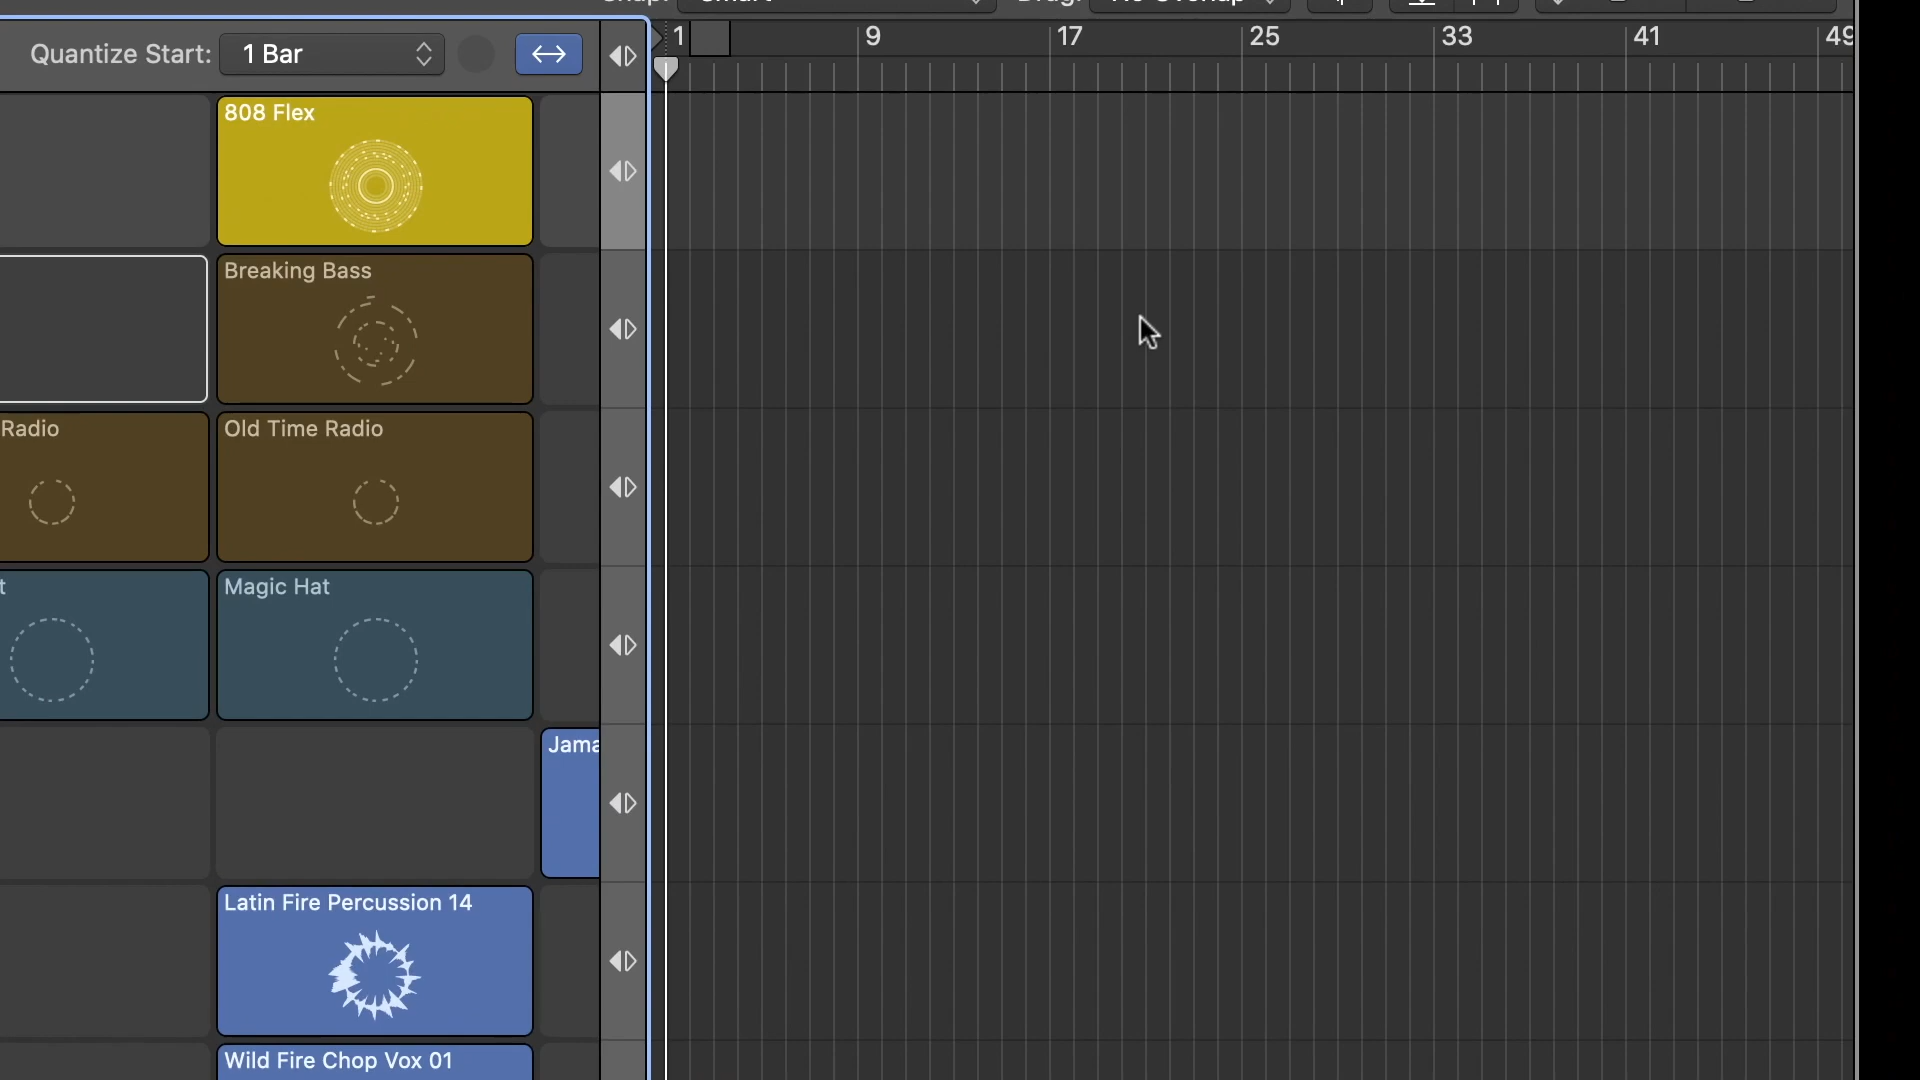 Quantize Start: 1 Bar
1 9 17 25 33 41 49
808 Flex
Breaking Bass
Radio
Old Time Radio
t
Magic Hat
Jama
Latin Fire Percussion 14
Wild Fire Chop Vox 01